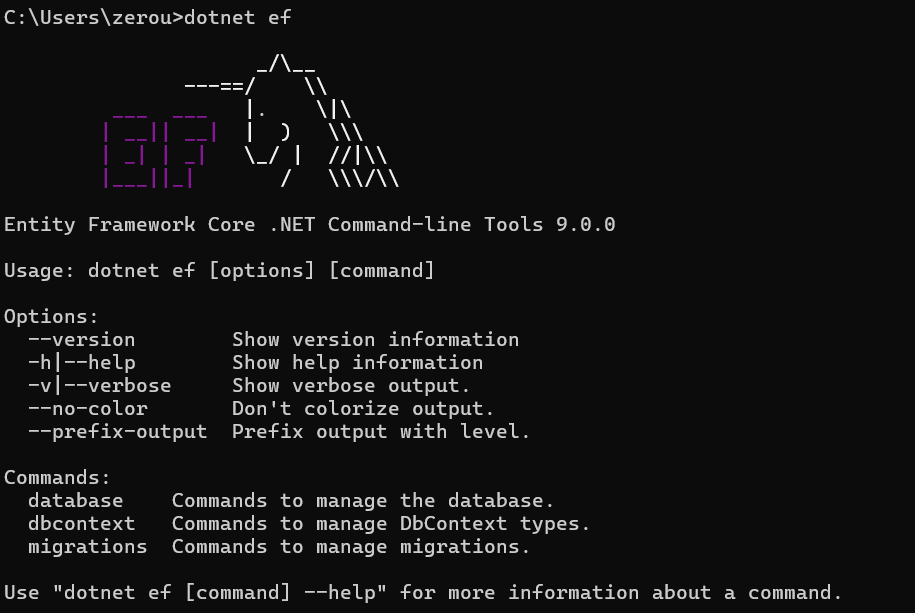 C:\Users\zerou>dotnet ef
                     _/\__
               ---==/    \\
         ___  ___   |.    \|\
        | __|| __|  |  )   \\\
        | _| | _|   \_/ |  //|\\
        |___||_|       /   \\\/\\
Entity Framework Core .NET Command-line Tools 9.0.0
Usage: dotnet ef [options] [command]
Options:
  --version        Show version information
  -h|--help        Show help information
  -v|--verbose     Show verbose output.
  --no-color       Don't colorize output.
  --prefix-output  Prefix output with level.
Commands:
  database    Commands to manage the database.
  dbcontext   Commands to manage DbContext types.
  migrations  Commands to manage migrations.
Use "dotnet ef [command] --help" for more information about a command.